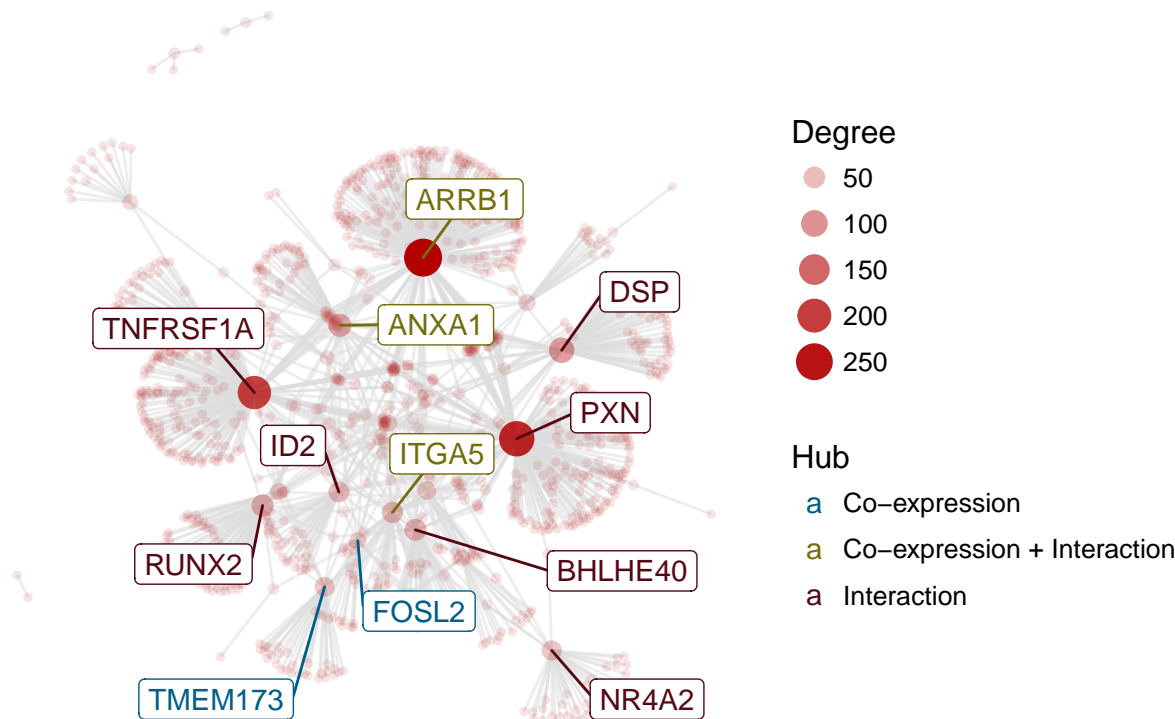 ARRB1
DSP
TNFRSF1A
ANXA1
PXN
ID2
ITGA5
RUNX2
BHLHE40
FOSL2
TMEM173
NR4A2
Degree
50
100
150
200
250
Hub
a Co−expression
a Co−expression + Interaction
a Interaction